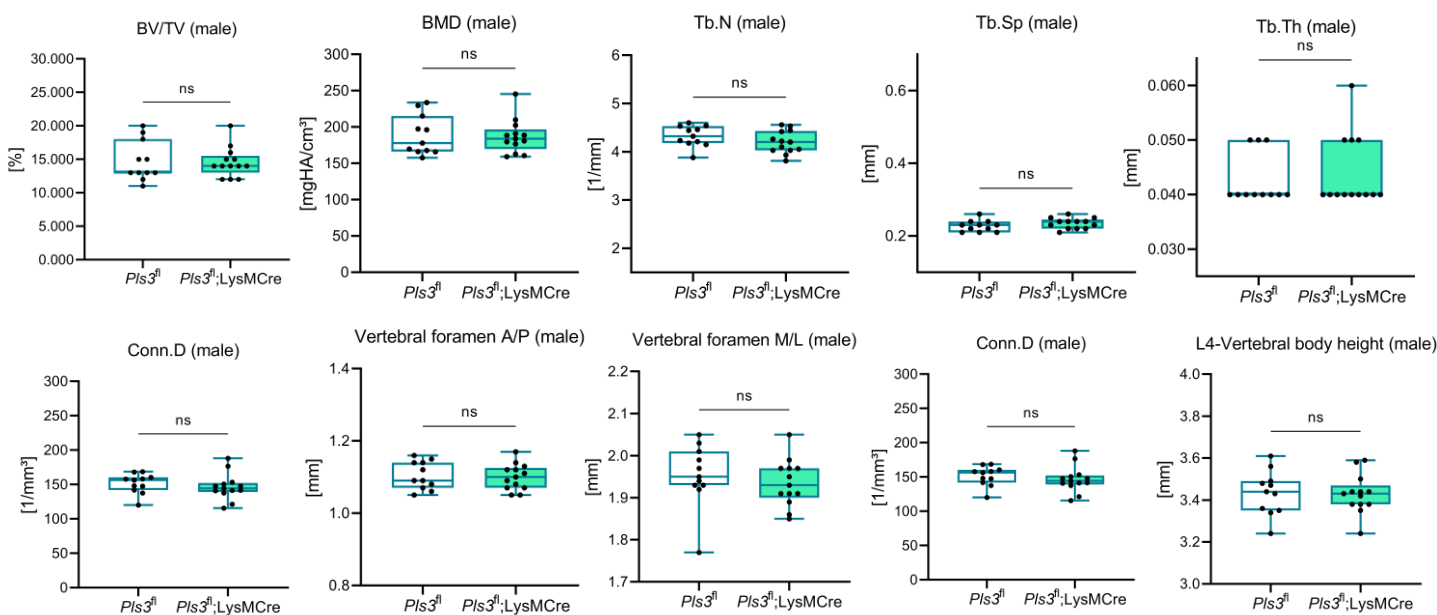 BV/TV (male)
30.000
25.000
20.000
15.000
10.000
5.000
0.000
[%]
ns
Pls3fl
Pls3fl;LysMCre
BMD (male)
300
250
200
150
100
50
0
[mgHA/cm³]
ns
Pls3fl
Pls3fl;LysMCre
Tb.N (male)
6
5
4
3
2
[1/mm]
ns
Pls3fl
Pls3fl;LysMCre
Tb.Sp (male)
0.6
0.4
0.2
[mm]
ns
Pls3fl
Pls3fl;LysMCre
Tb.Th (male)
0.060
0.050
0.040
0.030
[mm]
ns
Pls3fl
Pls3fl;LysMCre
Conn.D (male)
300
250
200
150
100
50
0
[1/mm³]
ns
Pls3fl
Pls3fl;LysMCre
Vertebral foramen A/P (male)
1.4
1.2
1.0
0.8
[mm]
ns
Pls3fl
Pls3fl;LysMCre
Vertebral foramen M/L (male)
2.2
2.1
2.0
1.9
1.8
1.7
[mm]
ns
Pls3fl
Pls3fl;LysMCre
Conn.D (male)
300
250
200
150
100
50
0
[1/mm³]
ns
Pls3fl
Pls3fl;LysMCre
L4-Vertebral body height (male)
4.0
3.8
3.6
3.4
3.2
3.0
[mm]
ns
Pls3fl
Pls3fl;LysMCre